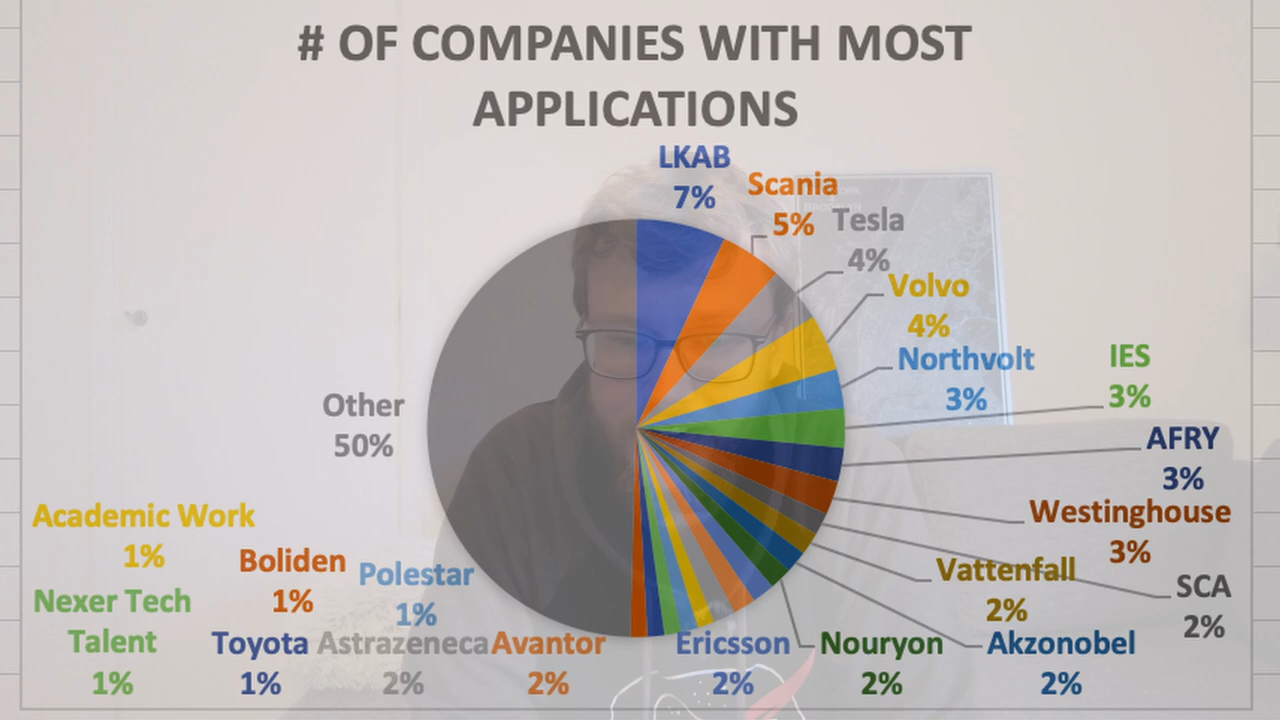 # OF COMPANIES WITH MOST
APPLICATIONS
LKAB
7%
Scania
5%
Tesla
4%
Volvo
4%
Northvolt
3%
IES
3%
AFRY
3%
Westinghouse
3%
SCA
2%
Vattenfall
2%
Akzonobel
2%
Nouryon
2%
Ericsson
2%
Avantor
2%
Astrazeneca
2%
Academic Work
1%
Polestar
1%
Nexer Tech
Talent
1%
Toyota
1%
Boliden
1%
Other
50%
BROOKLYN